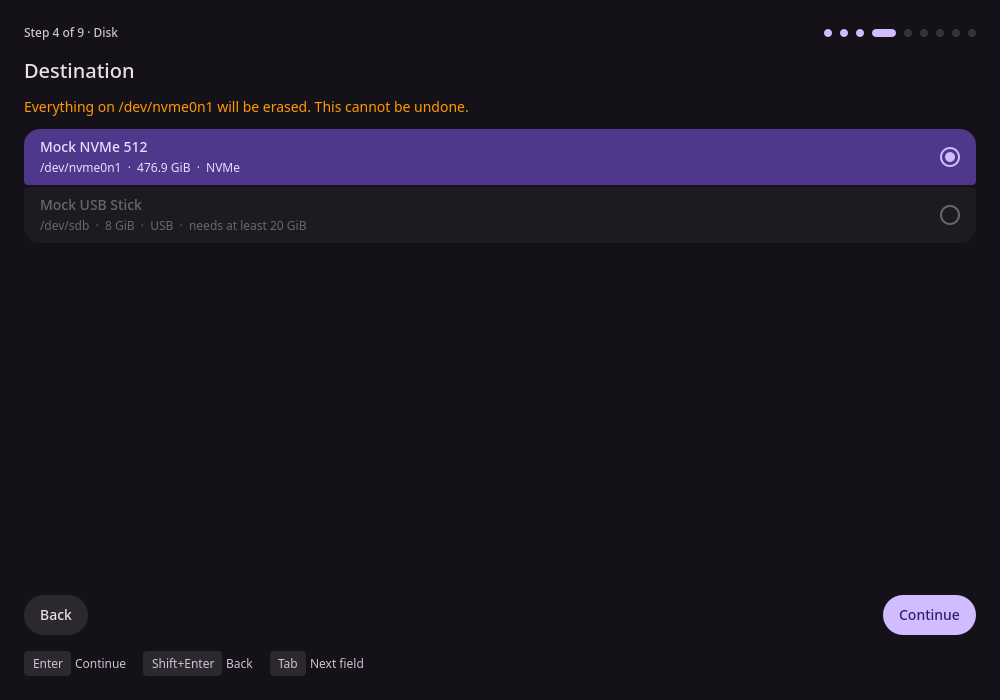 Step 4 of 9 · Disk
Destination
Everything on /dev/nvme0n1 will be erased. This cannot be undone.
Mock NVMe 512
/dev/nvme0n1 · 476.9 GiB · NVMe
Mock USB Stick
/dev/sdb · 8 GiB · USB · needs at least 20 GiB
Back
Continue
Enter Continue Shift+Enter Back Tab Next field